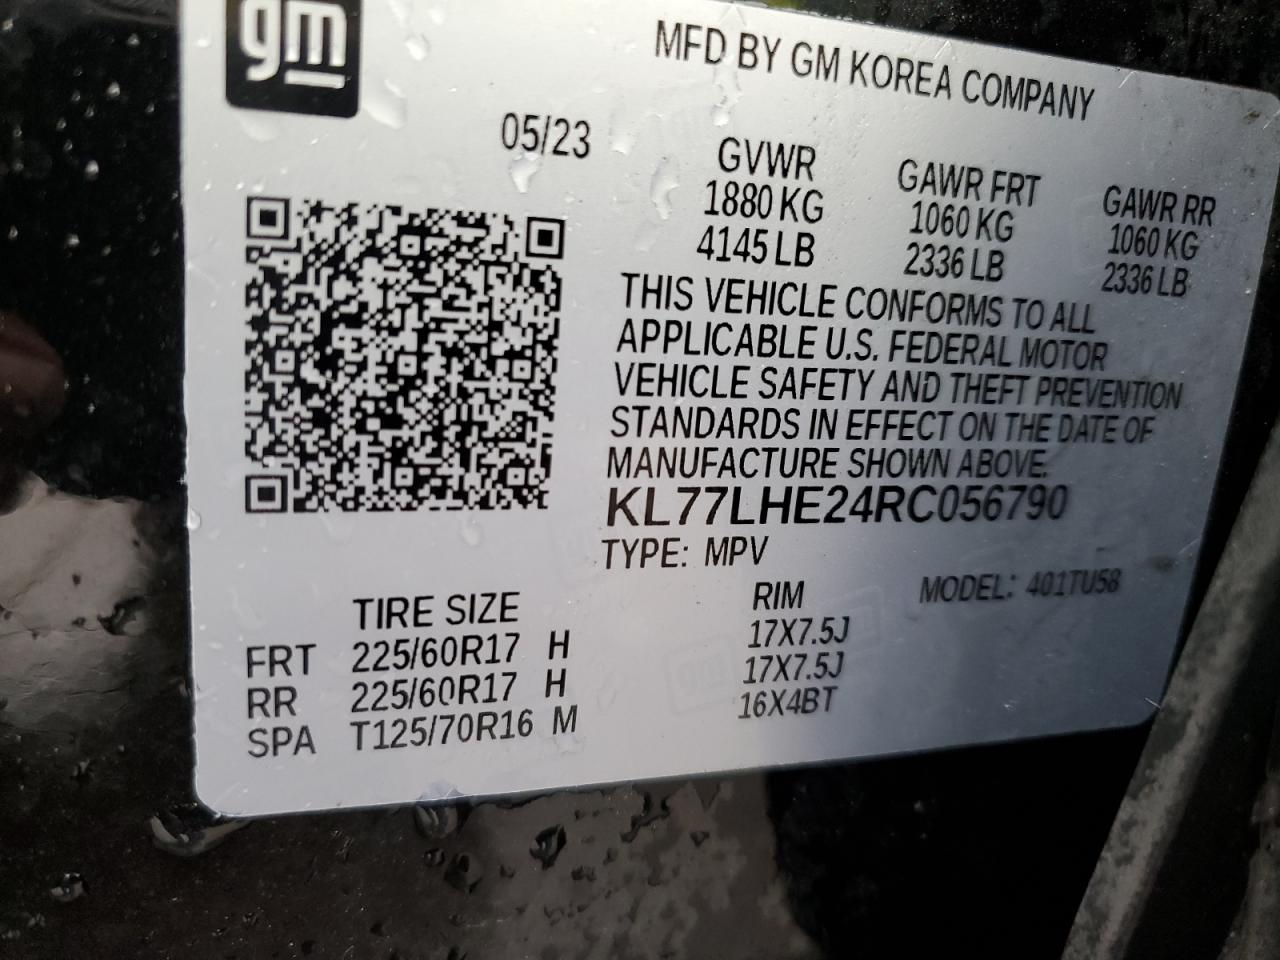 gm
MFD BY GM KOREA COMPANY
05/23
GVWR GAWR FRT GAWR RR
1880 KG 1060 KG 1060 KG
4145 LB 2336 LB 2336 LB
THIS VEHICLE CONFORMS TO ALL
APPLICABLE U.S. FEDERAL MOTOR
VEHICLE SAFETY AND THEFT PREVENTION
STANDARDS IN EFFECT ON THE DATE OF
MANUFACTURE SHOWN ABOVE.
KL77LHE24RC056790
TYPE: MPV
MODEL: 401TU58
TIRE SIZE RIM
FRT 225/60R17 H 17X7.5J
RR 225/60R17 H 17X7.5J
SPA T125/70R16 M 16X4BT
gm